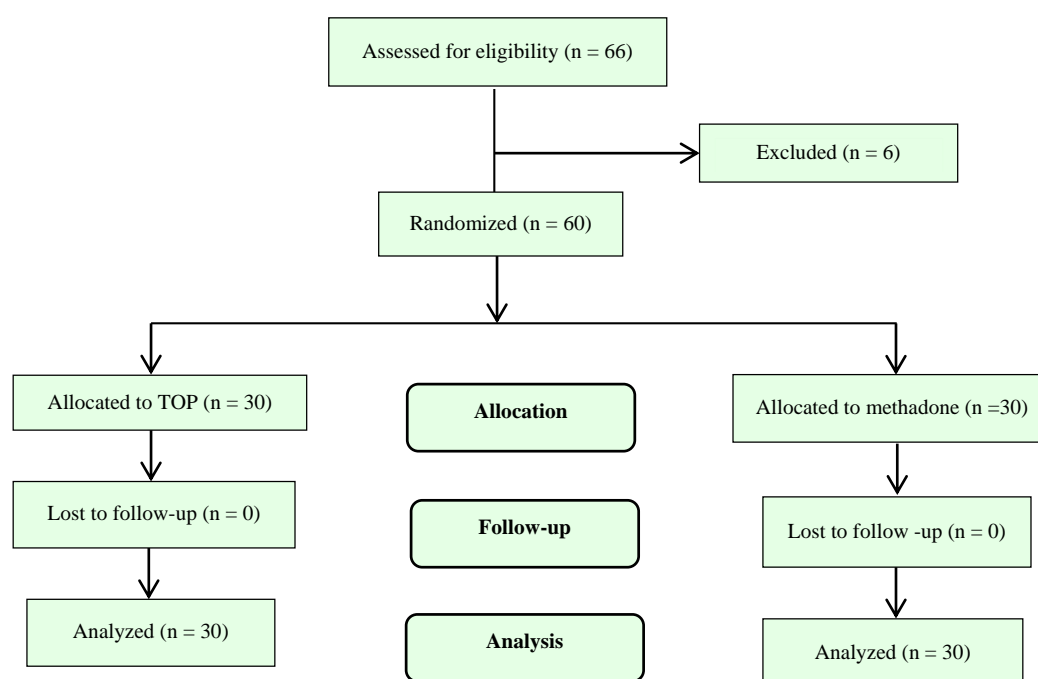 Assessed for eligibility (n = 66)
Excluded (n = 6)
Randomized (n = 60)
Allocated to TOP (n = 30)
Allocation
Allocated to methadone (n =30)
Lost to follow-up (n = 0)
Follow-up
Lost to follow -up (n = 0)
Analyzed (n = 30)
Analysis
Analyzed (n = 30)